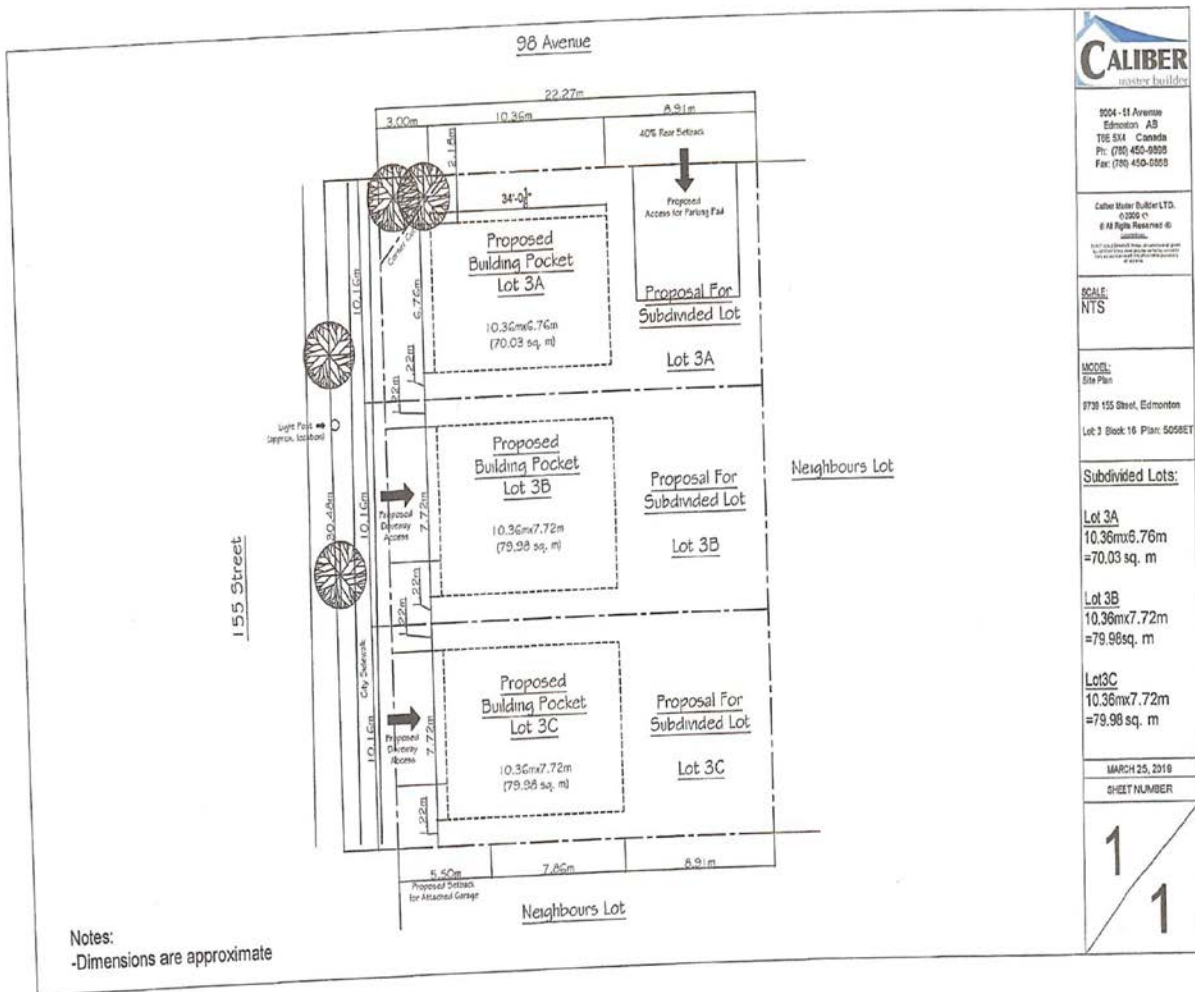 98 Avenue
22.27m
3.00m
10.36m
8.91m
2.18m
40% Rear Setback
34'-0
Proposed
Access for Parking Pad
Proposed
Building Pocket
Lot 3A
10.36mx6.76m
(70.03 sq. m)
Proposal For
Subdivided Lot
Lot 3A
10.16m
6.76m
1.22m
1.22m
Light Post
(approx. location)
Proposed
Building Pocket
Lot 3B
10.36mx7.72m
(79.98 sq. m)
Proposal For
Subdivided Lot
Lot 3B
Neighbours Lot
30.48m
10.16m
Proposed
Driveway
Access
7.72m
1.22m
1.22m
155 Street
City Sidewalk
Proposed
Building Pocket
Lot 3C
10.36mx7.72m
(79.98 sq. m)
Proposal For
Subdivided Lot
Lot 3C
10.16m
Proposed
Driveway
Access
7.72m
1.22m
5.50m
7.86m
8.91m
Proposed Setback
for Attached Garage
Neighbours Lot
Notes:
-Dimensions are approximate
CALIBER
master builder
9004 - 51 Avenue
Edmonton AB
T6E 5X4 Canada
Ph: (780) 450-9898
Fax: (780) 450-9868
Caliber Master Builder LTD.
© All Rights Reserved ©
SCALE:
NTS
MODEL:
Site Plan
9739 155 Street, Edmonton
Lot: 3 Block: 16 Plan: 5058ET
Subdivided Lots:
Lot 3A
10.36mx6.76m
=70.03 sq. m
Lot 3B
10.36mx7.72m
=79.98sq. m
Lot3C
10.36mx7.72m
=79.98 sq. m
MARCH 25, 2010
SHEET NUMBER
1
1